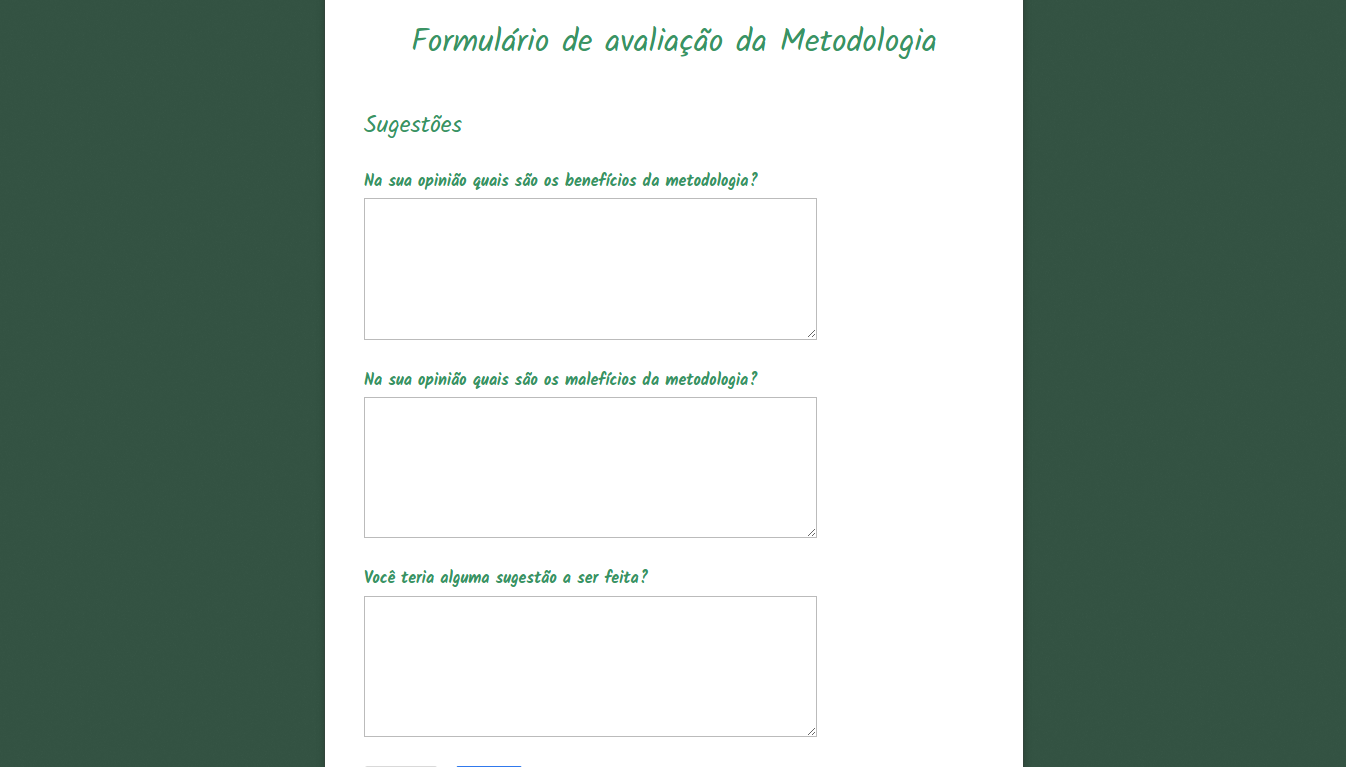 Formulário de avaliação da Metodologia
Sugestões
Na sua opinião quais são os benefícios da metodologia?
Na sua opinião quais são os malefícios da metodologia?
Você teria alguma sugestão a ser feita?